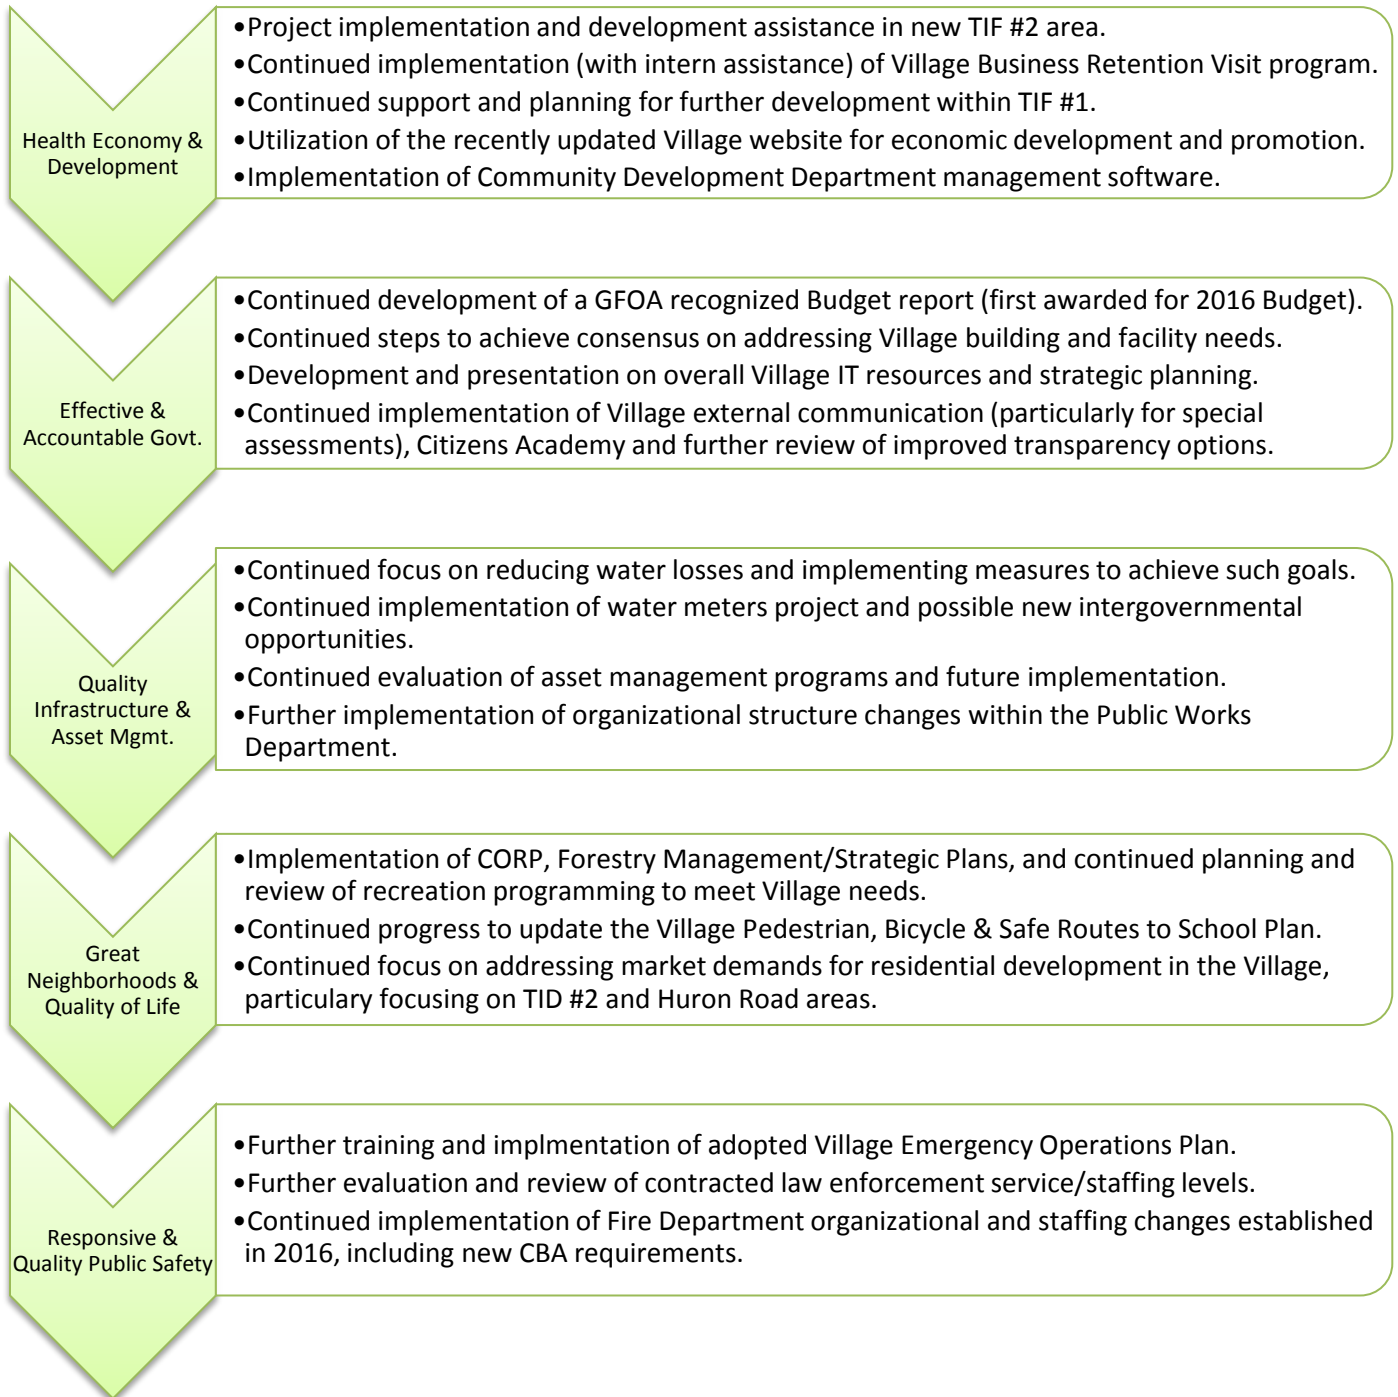 Health Economy &
Development
•Project implementation and development assistance in new TIF #2 area.
•Continued implementation (with intern assistance) of Village Business Retention Visit program.
•Continued support and planning for further development within TIF #1.
•Utilization of the recently updated Village website for economic development and promotion.
•Implementation of Community Development Department management software.
Effective &
Accountable Govt.
•Continued development of a GFOA recognized Budget report (first awarded for 2016 Budget).
•Continued steps to achieve consensus on addressing Village building and facility needs.
•Development and presentation on overall Village IT resources and strategic planning.
•Continued implementation of Village external communication (particularly for special
assessments), Citizens Academy and further review of improved transparency options.
Quality
Infrastructure &
Asset Mgmt.
•Continued focus on reducing water losses and implementing measures to achieve such goals.
•Continued implementation of water meters project and possible new intergovernmental
opportunities.
•Continued evaluation of asset management programs and future implementation.
•Further implementation of organizational structure changes within the Public Works
Department.
Great
Neighborhoods &
Quality of Life
•Implementation of CORP, Forestry Management/Strategic Plans, and continued planning and
review of recreation programming to meet Village needs.
•Continued progress to update the Village Pedestrian, Bicycle & Safe Routes to School Plan.
•Continued focus on addressing market demands for residential development in the Village,
particulary focusing on TID #2 and Huron Road areas.
Responsive &
Quality Public Safety
•Further training and implmentation of adopted Village Emergency Operations Plan.
•Further evaluation and review of contracted law enforcement service/staffing levels.
•Continued implementation of Fire Department organizational and staffing changes established
in 2016, including new CBA requirements.